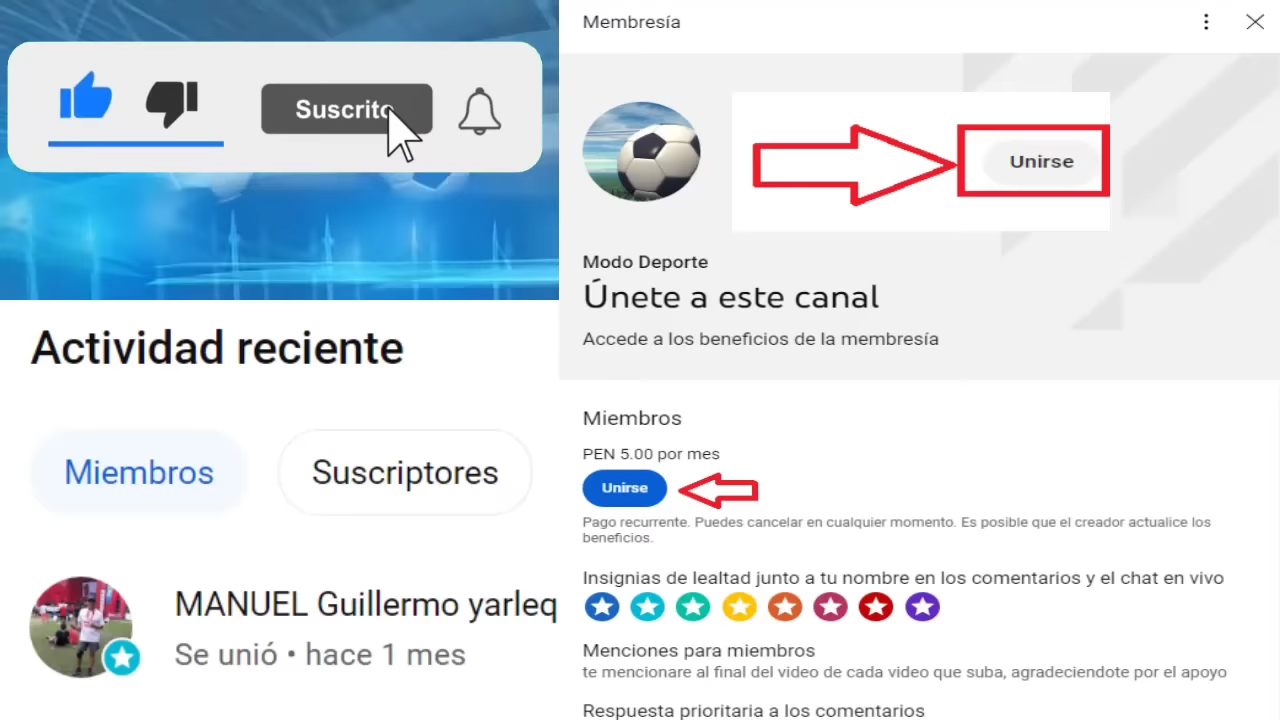 Suscrito
Actividad reciente
Miembros
Suscriptores
MANUEL Guillermo yarleq
Se unió • hace 1 mes
Membresía
Unirse
Modo Deporte
Únete a este canal
Accede a los beneficios de la membresía
Miembros
PEN 5.00 por mes
Unirse
Pago recurrente. Puedes cancelar en cualquier momento. Es posible que el creador actualice los
beneficios.
Insignias de lealtad junto a tu nombre en los comentarios y el chat en vivo
Menciones para miembros
te mencionare al final del video de cada video que suba, agradeciendote por el apoyo
Respuesta prioritaria a los comentarios